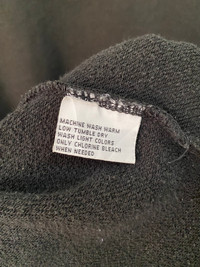 MACHINE WASH WARM
LOW TUMBLE DRY
WASH LIGHT COLORS
ONLY CHLORINE BLEACH
WHEN NEEDED